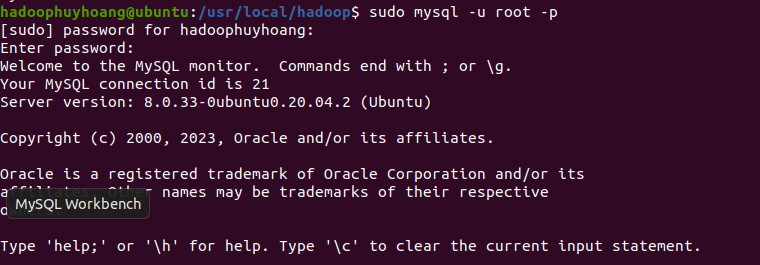 hadoophuyhoang@ubuntu:/usr/local/hadoop$ sudo mysql -u root -p
[sudo] password for hadoophuyhoang:
Enter password:
Welcome to the MySQL monitor.  Commands end with ; or \g.
Your MySQL connection id is 21
Server version: 8.0.33-0ubuntu0.20.04.2 (Ubuntu)
Copyright (c) 2000, 2023, Oracle and/or its affiliates.
Oracle is a registered trademark of Oracle Corporation and/or its
affiliates. Other names may be trademarks of their respective
MySQL Workbench
Type 'help;' or '\h' for help. Type '\c' to clear the current input statement.